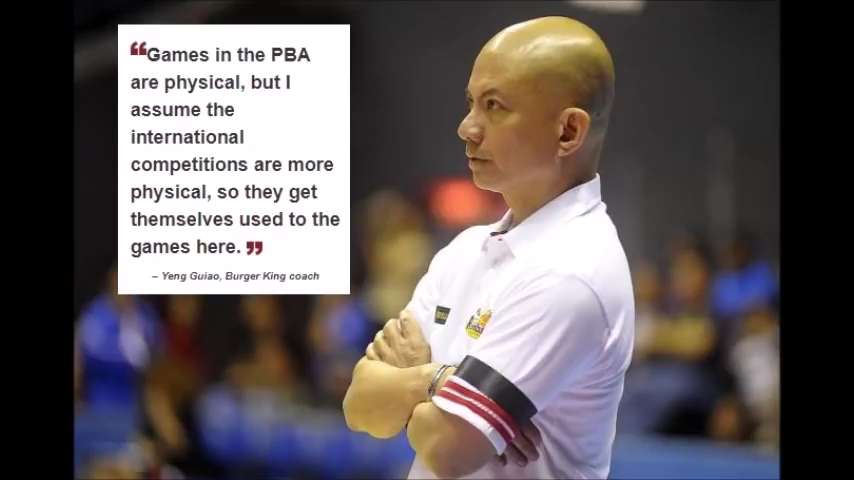 “Games in the PBA
are physical, but I
assume the
international
competitions are more
physical, so they get
themselves used to the
games here.”
– Yeng Guiao, Burger King coach